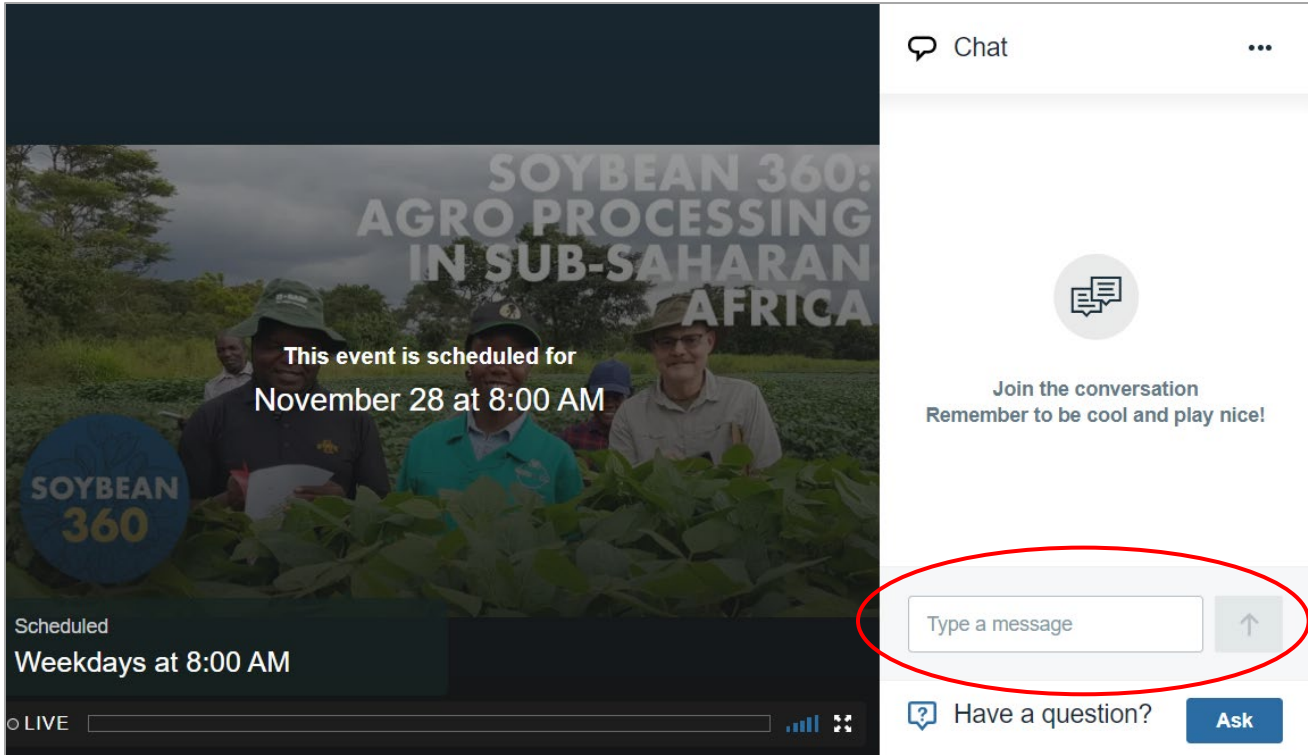 SOYBEAN 360:
AGRO PROCESSING
IN SUB-SAHARAN
AFRICA
This event is scheduled for
November 28 at 8:00 AM
SOYBEAN
360
Scheduled
Weekdays at 8:00 AM
LIVE
Chat
Join the conversation
Remember to be cool and play nice!
Type a message
Have a question?
Ask